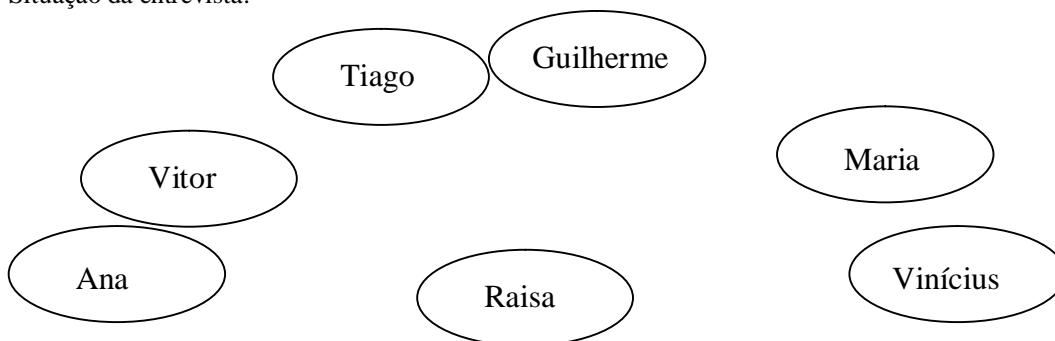 Situação da entrevista:
Guilherme
Tiago
Maria
Vitor
Ana
Vinícius
Raisa